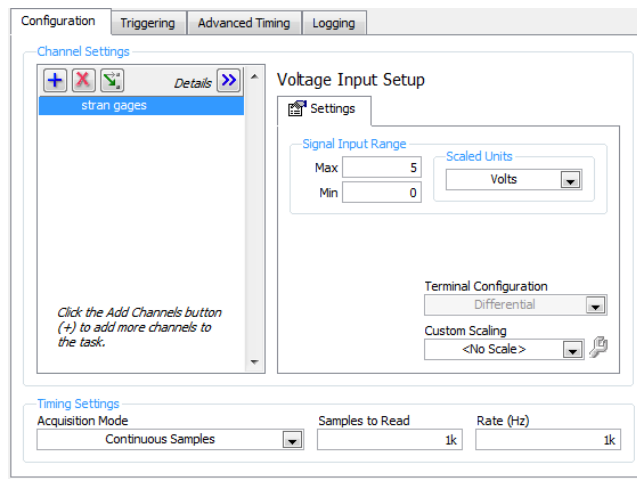 Configuration Triggering Advanced Timing Logging
Channel Settings
Details
stran gages
Click the Add Channels button
(+) to add more channels to
the task.
Voltage Input Setup
Settings
Signal Input Range
Max 5
Min 0
Scaled Units
Volts
Terminal Configuration
Differential
Custom Scaling
<No Scale>
Timing Settings
Acquisition Mode Samples to Read Rate (Hz)
Continuous Samples 1k 1k